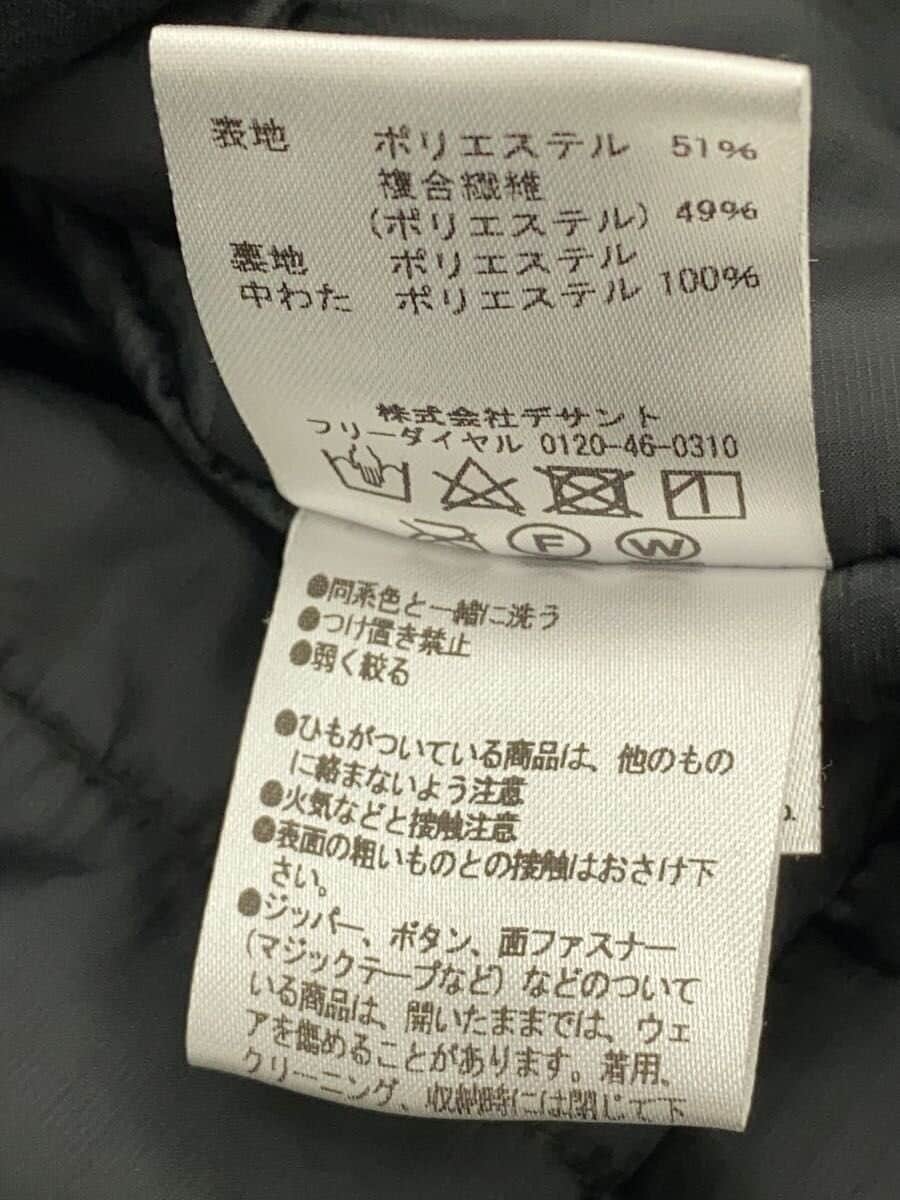 表地 ポリエステル 51%
複合繊維
(ポリエステル) 49%
裏地 ポリエステル
中わた ポリエステル 100%
株式会社デサント
フリーダイヤル 0120-46-0310
F W
●同系色と一緒に洗う
●つけ置き禁止
●弱く絞る
●ひもがついている商品は、他のもの
に絡まないよう注意
●火気などと接触注意
●表面の粗いものとの接触はおさけ下
さい。
●ジッパー、ボタン、面ファスナー
(マジックテープなど)などのついて
いる商品は、開いたままでは、ウェ
アを傷めることがあります。着用、
クリーニング、収納時には閉じて下